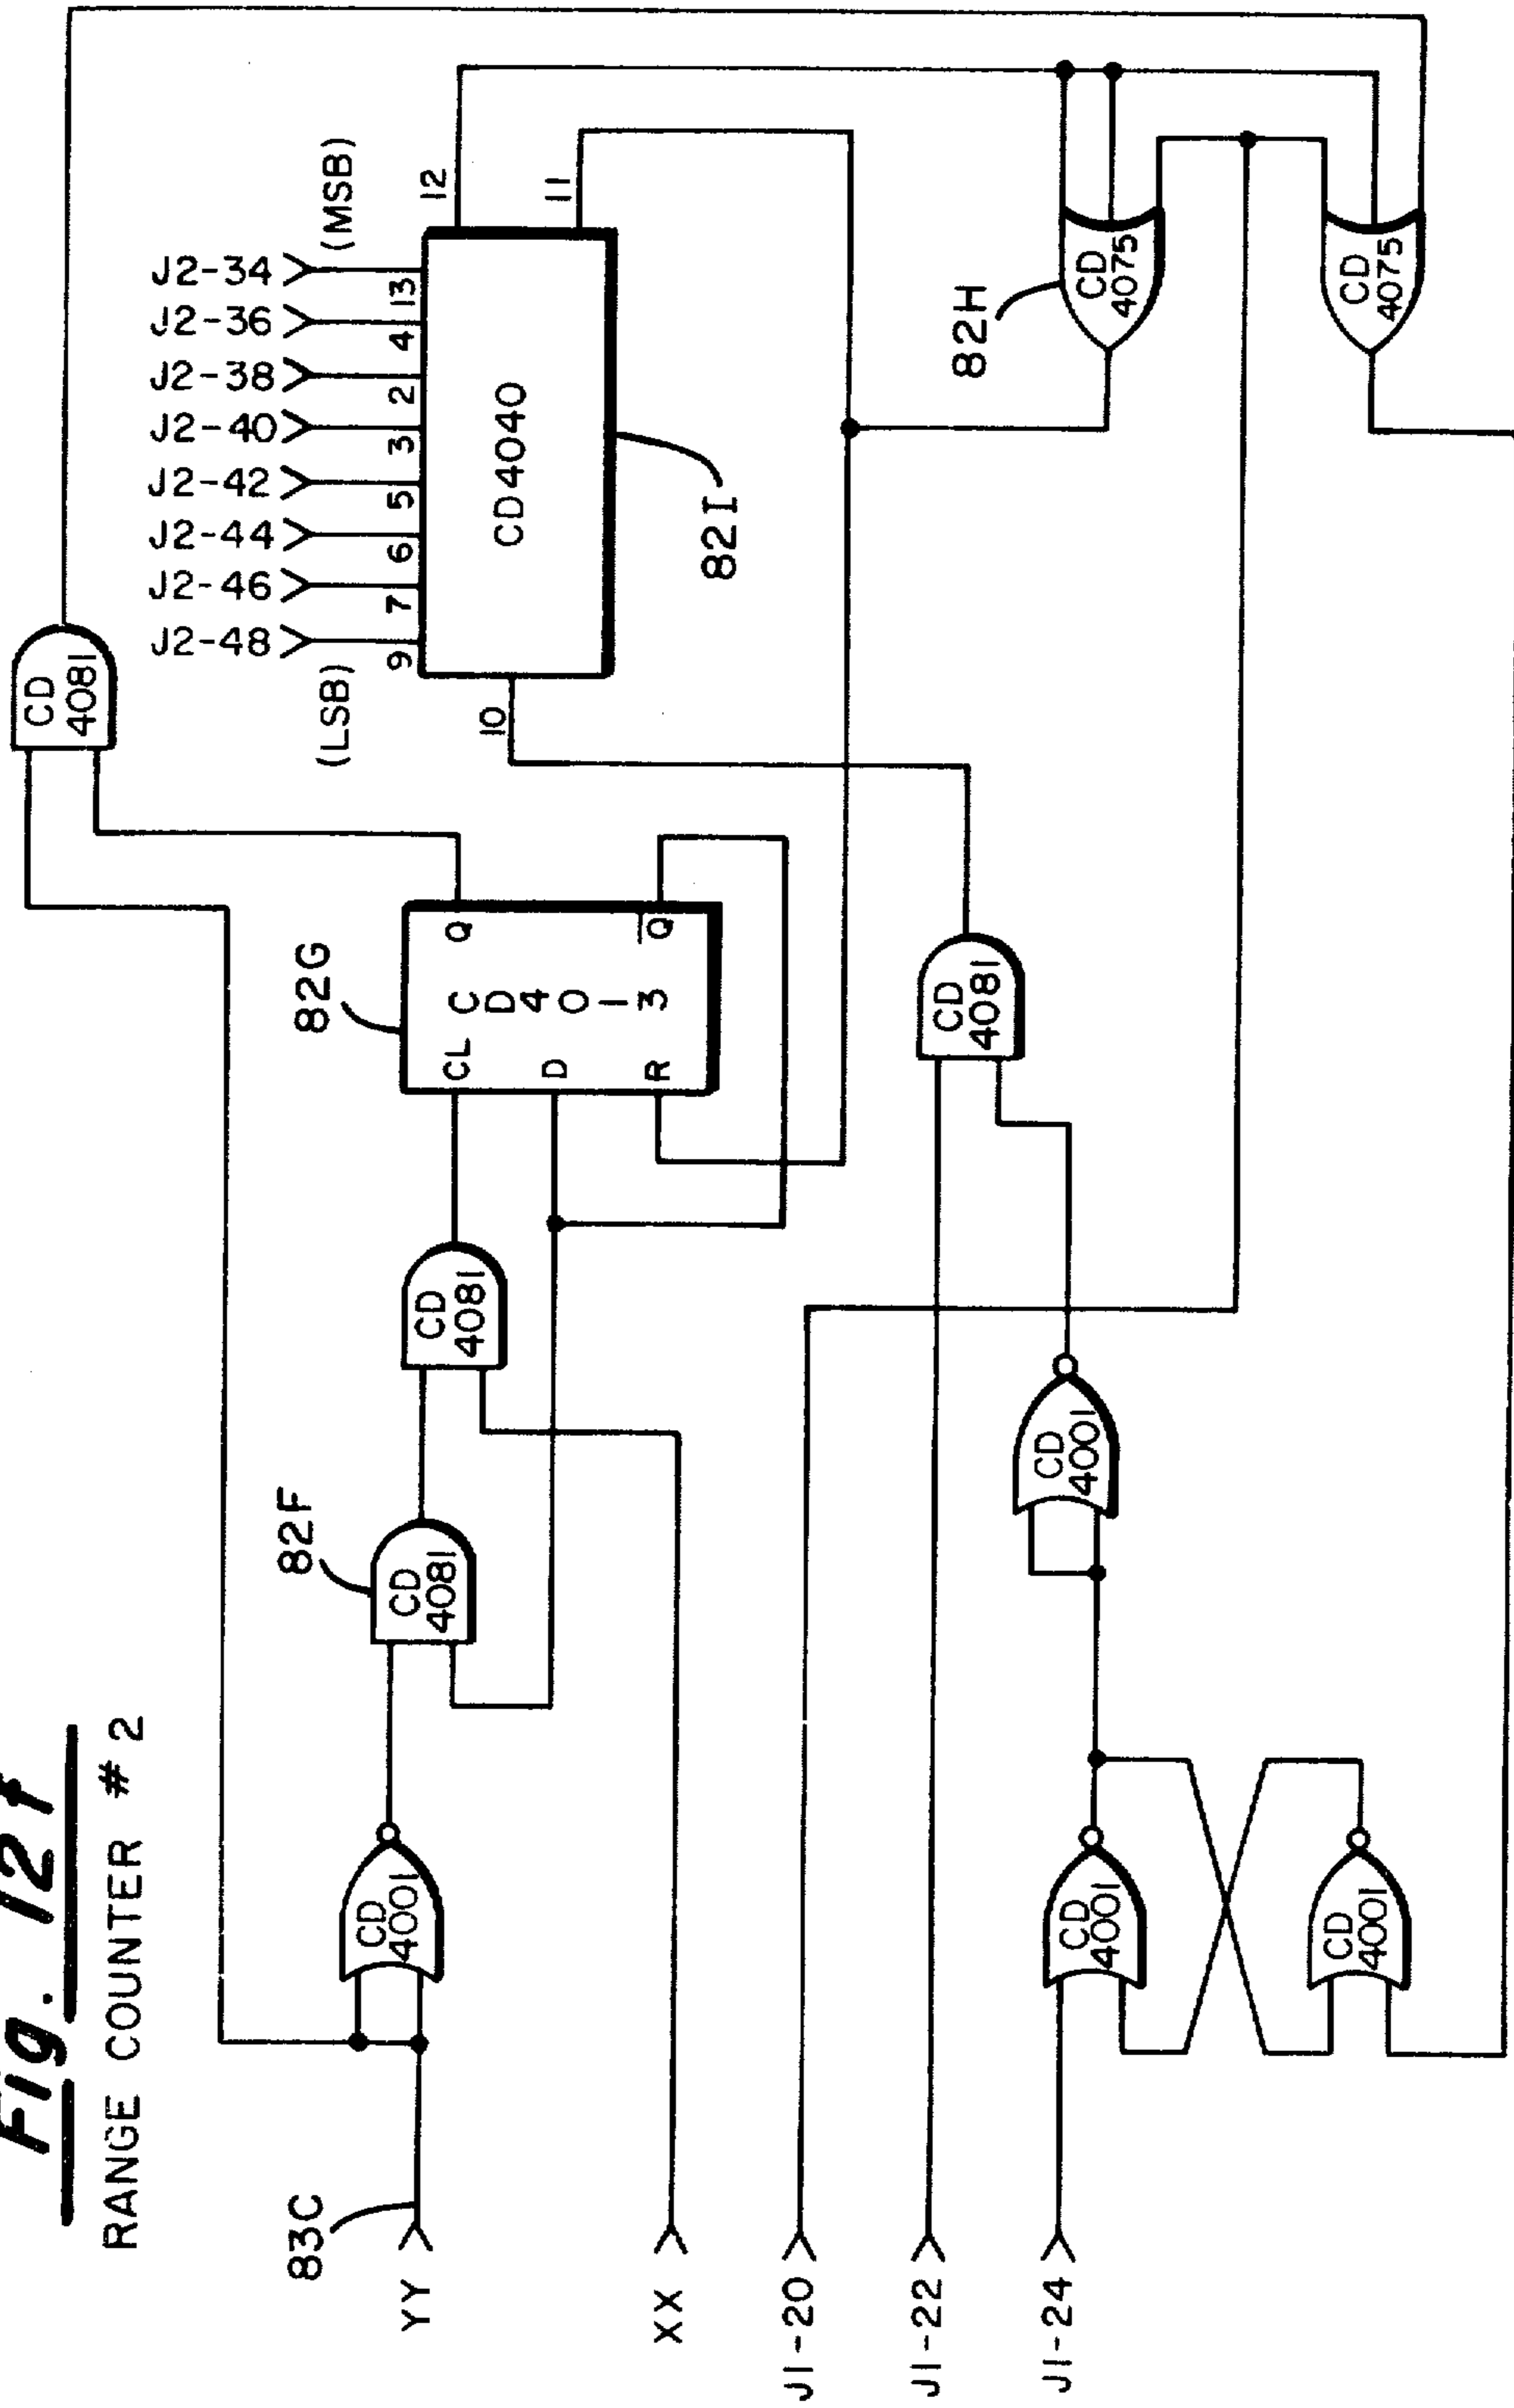 Fig. 12f
RANGE COUNTER #2
CD
4081
J2-34
J2-36
J2-38
J2-40
J2-42
J2-44
J2-46
J2-48
(MSB)
(LSB)
13
4
2
3
5
6
7
9
12
11
10
CD4040
82I
82G
CL
D
R
Q
Q
CD4013
CD
4081
82F
CD
4081
CD
4001
83C
YY
XX
J1-20
J1-22
J1-24
CD
4081
82H
CD
4075
CD
4075
CD
4001
CD
4001
CD
4001